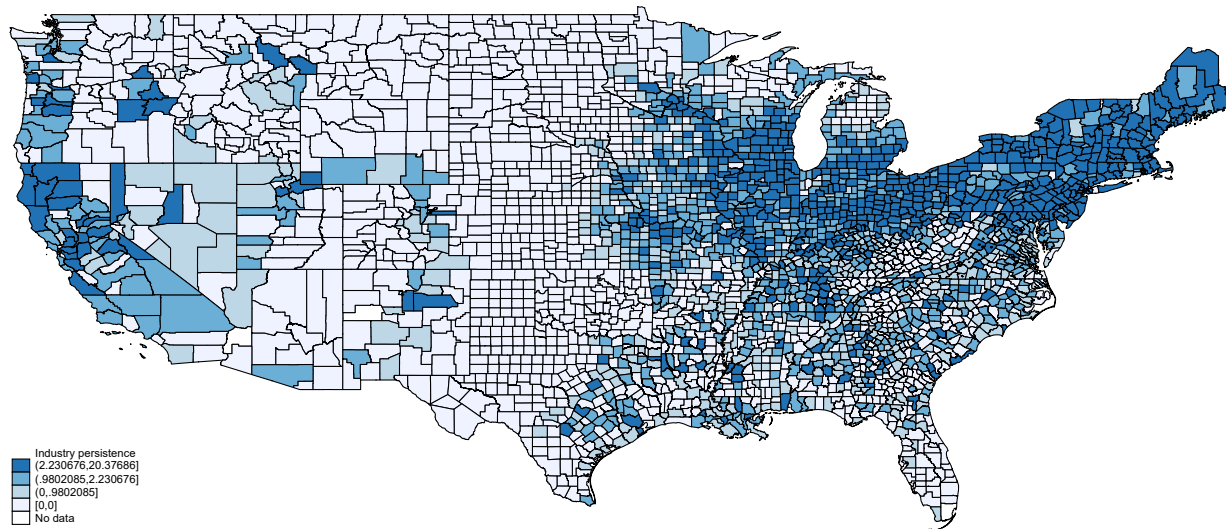 Industry persistence
(2.230676,20.37686]
(.9802085,2.230676]
(0,.9802085]
[0,0]
No data